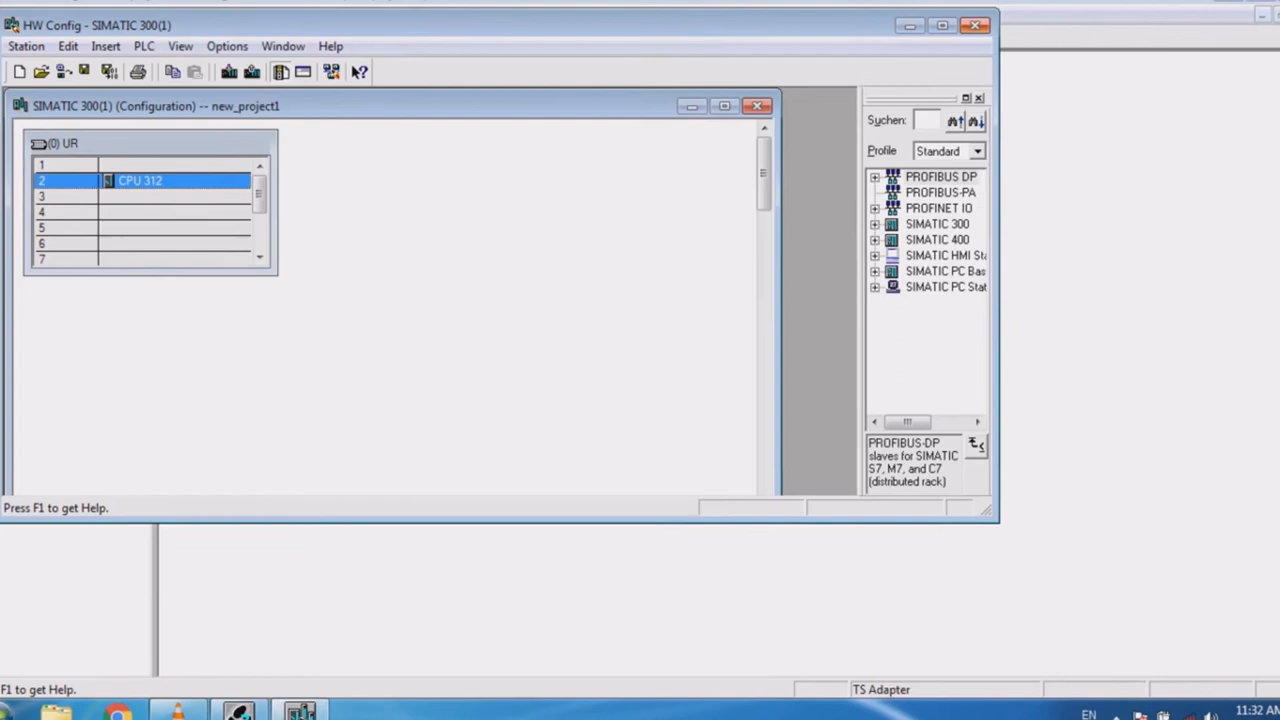 HW Config - SIMATIC 300(1)
Station Edit Insert PLC View Options Window Help
SIMATIC 300(1) (Configuration) -- new_project1
(0) UR
1
2 CPU 312
3
4
5
6
7
Suchen:
Profile Standard
PROFIBUS DP
PROFIBUS-PA
PROFINET IO
SIMATIC 300
SIMATIC 400
SIMATIC HMI Sta
SIMATIC PC Bas
SIMATIC PC Stat
PROFIBUS-DP
slaves for SIMATIC
S7, M7, and C7
(distributed rack)
Press F1 to get Help.
F1 to get Help.
TS Adapter
EN
11:32 AM